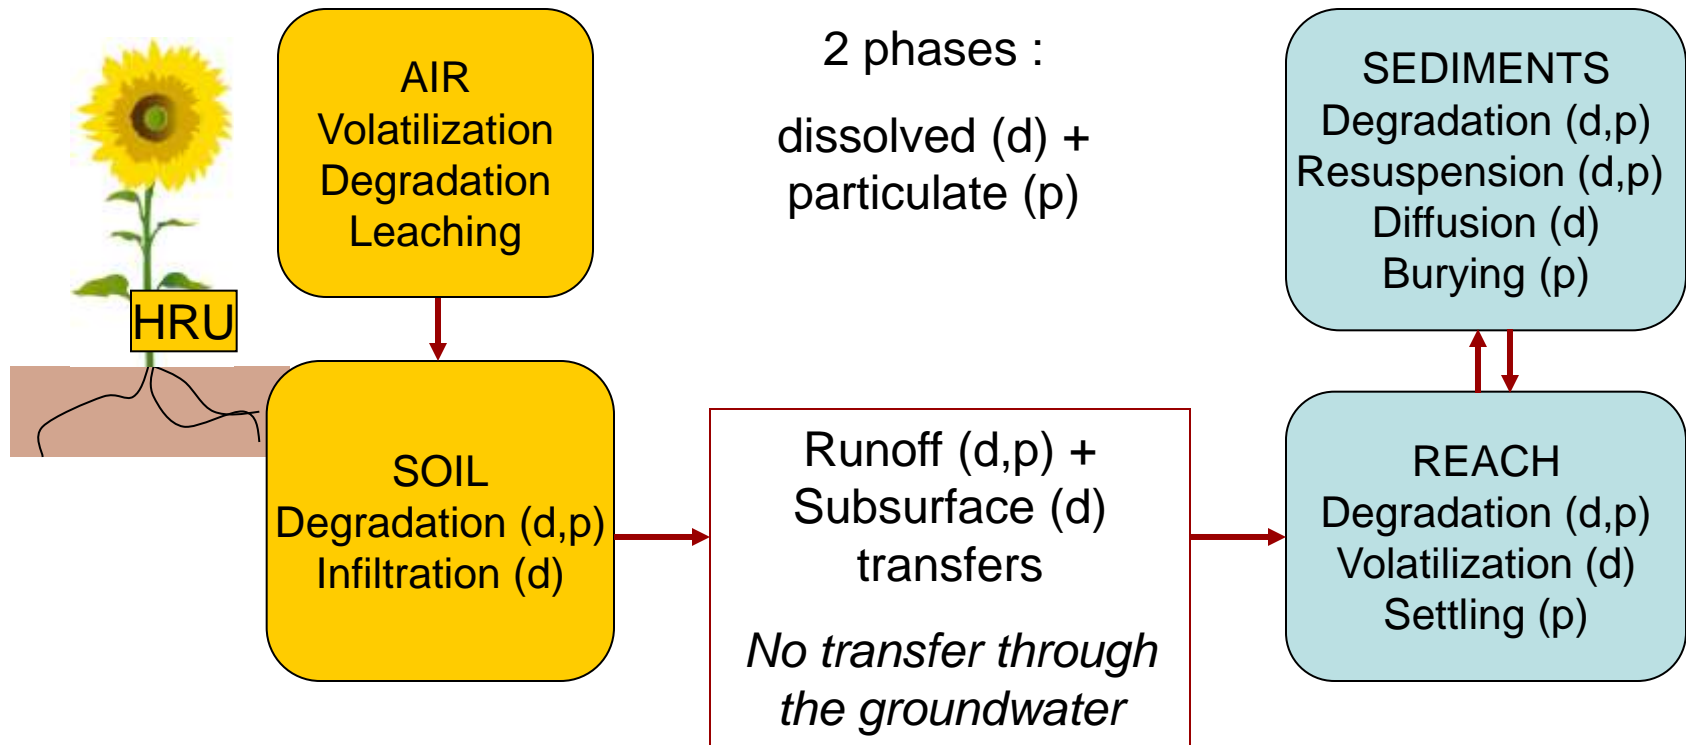 AIR
Volatilization
Degradation
Leaching
HRU
SOIL
Degradation (d,p)
Infiltration (d)
2 phases :
dissolved (d) +
particulate (p)
Runoff (d,p) +
Subsurface (d)
transfers
No transfer through
the groundwater
SEDIMENTS
Degradation (d,p)
Resuspension (d,p)
Diffusion (d)
Burying (p)
REACH
Degradation (d,p)
Volatilization (d)
Settling (p)